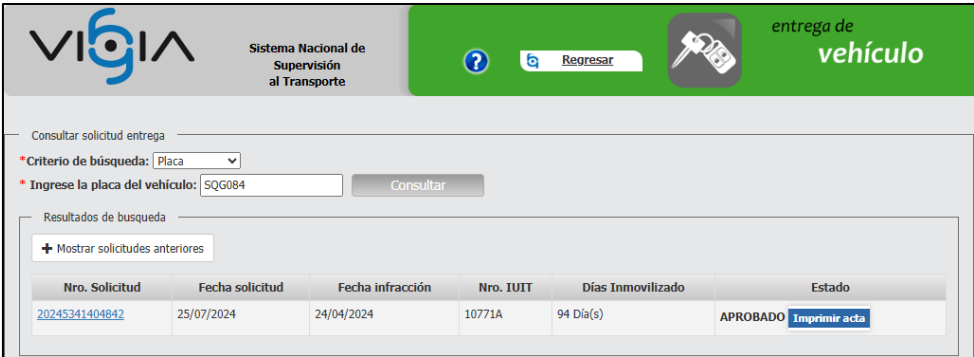 VIGIA
Sistema Nacional de
Supervisión
al Transporte
?
Regresar
entrega de
vehículo
Consultar solicitud entrega
*Criterio de búsqueda: Placa
* Ingrese la placa del vehículo: SQG084 Consultar
Resultados de busqueda
+ Mostrar solicitudes anteriores
Nro. Solicitud Fecha solicitud Fecha infracción Nro. IUIT Días Inmovilizado Estado
20245341404842 25/07/2024 24/04/2024 10771A 94 Día(s) APROBADO Imprimir acta